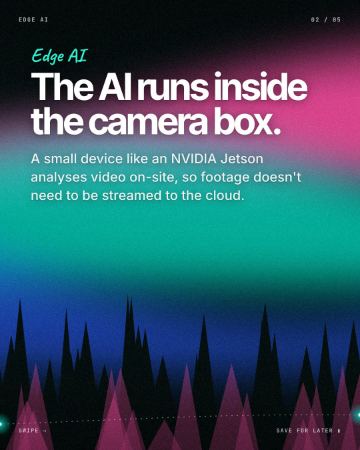 EDGE AI
02 / 05
Edge AI
The AI runs inside
the camera box.
A small device like an NVIDIA Jetson
analyses video on-site, so footage doesn't
need to be streamed to the cloud.
SWIPE →
SAVE FOR LATER